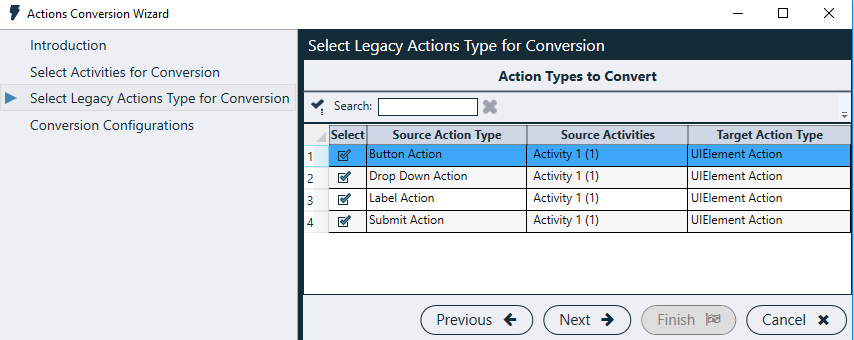 Actions Conversion Wizard
Introduction
Select Activities for Conversion
Select Legacy Actions Type for Conversion
Conversion Configurations
Select Legacy Actions Type for Conversion
Action Types to Convert
Search:
Select Source Action Type Source Activities Target Action Type
1 Button Action Activity 1 (1) UIElement Action
2 Drop Down Action Activity 1 (1) UIElement Action
3 Label Action Activity 1 (1) UIElement Action
4 Submit Action Activity 1 (1) UIElement Action
Previous Next Finish Cancel